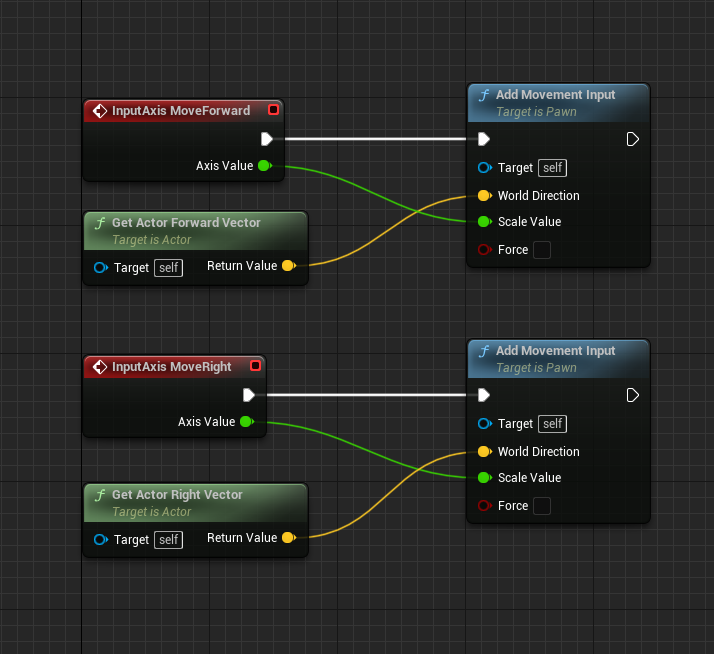 InputAxis MoveForward
Axis Value
Add Movement Input
Target is Pawn
Target self
World Direction
Scale Value
Force
Get Actor Forward Vector
Target is Actor
Target self Return Value
InputAxis MoveRight
Axis Value
Add Movement Input
Target is Pawn
Target self
World Direction
Scale Value
Force
Get Actor Right Vector
Target is Actor
Target self Return Value